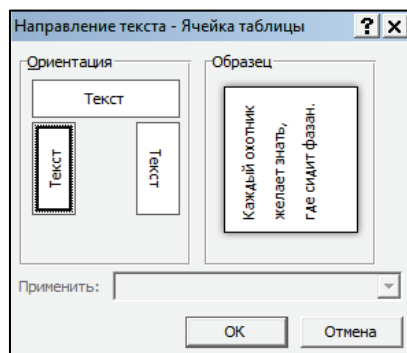 Направление текста - Ячейка таблицы
Ориентация
Текст
Текст
Текст
Образец
Каждый охотник
желает знать,
где сидит фазан.
Применить:
ОК
Отмена